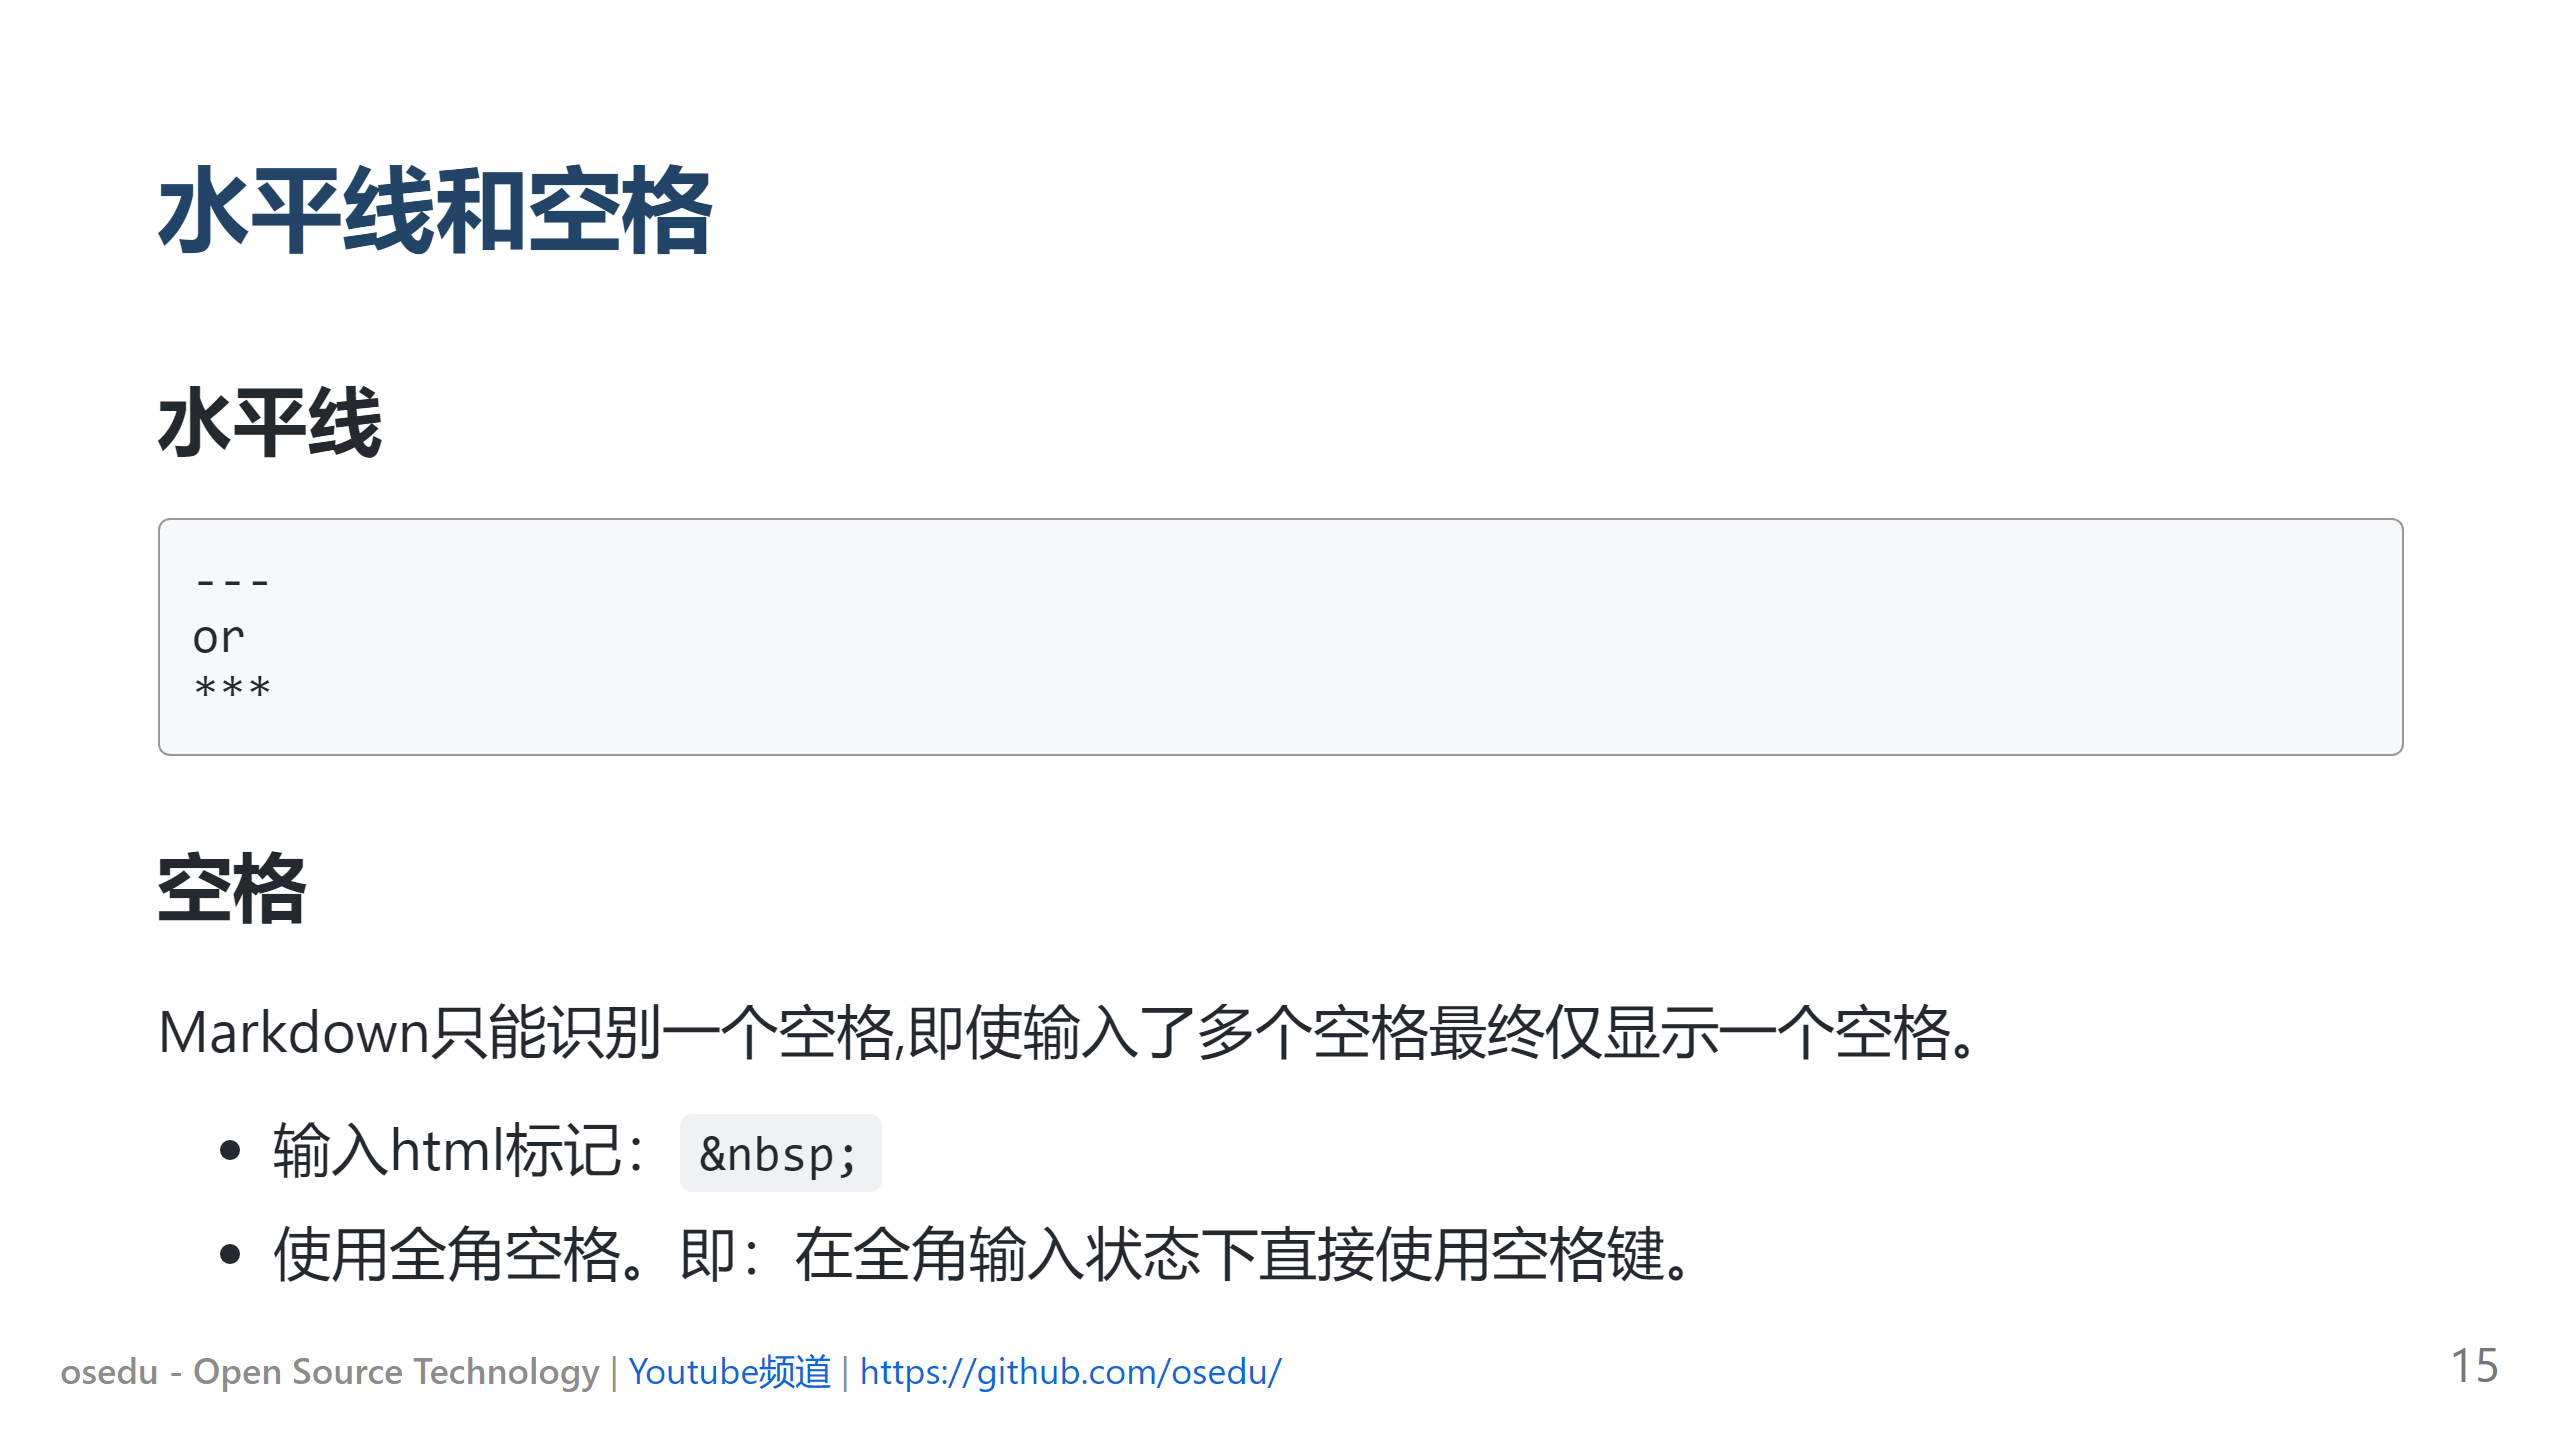 水平线和空格
水平线
---
or
***
空格
Markdown只能识别一个空格,即使输入了多个空格最终仅显示一个空格。
输入html标记： &nbsp;
使用全角空格。即：在全角输入状态下直接使用空格键。
osedu - Open Source Technology | Youtube频道 | https://github.com/osedu/
15